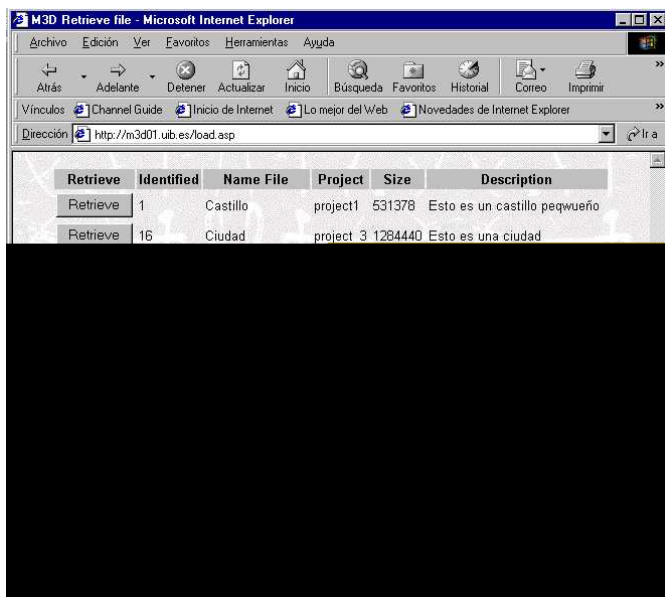 M3D Retrieve file - Microsoft Internet Explorer
Archivo Edición Ver Favoritos Herramientas Ayuda
Atrás Adelante Detener Actualizar Inicio Búsqueda Favoritos Historial Correo Imprimir »
Vínculos Channel Guide Inicio de Internet Lo mejor del Web Novedades de Internet Explorer »
Dirección http://m3d01.uib.es/load.asp Ir a
Retrieve Identified Name File Project Size Description
Retrieve 1 Castillo project1 531378 Esto es un castillo peqwueño
Retrieve 16 Ciudad project 3 1284440 Esto es una ciudad